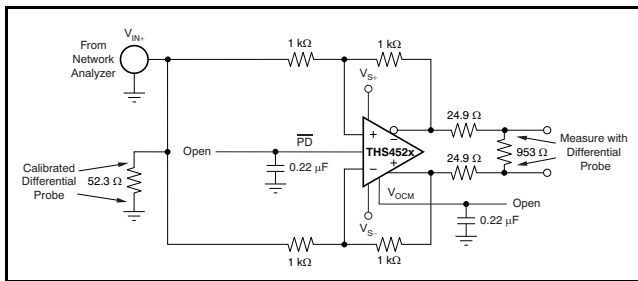 V_IN+
From
Network
Analyzer
1 kΩ
1 kΩ
V_S+
24.9 Ω
PD
Open
THS452x
953 Ω
Measure with
Differential
Probe
Calibrated
Differential
Probe
52.3 Ω
0.22 µF
24.9 Ω
V_OCM
Open
V_S−
0.22 µF
1 kΩ
1 kΩ